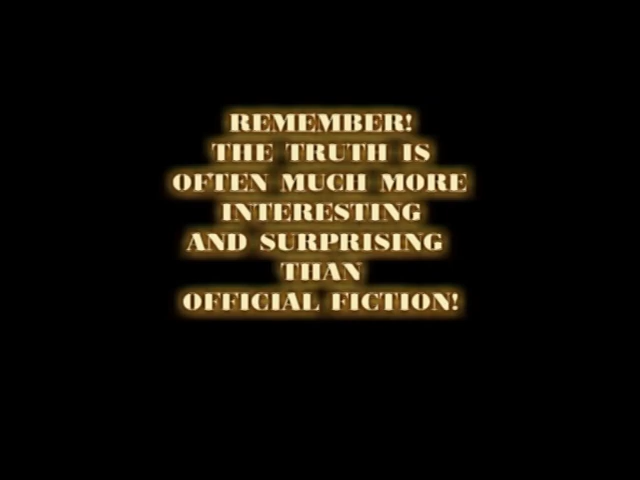 REMEMBER!
THE TRUTH IS
OFTEN MUCH MORE
INTERESTING
AND SURPRISING
THAN
OFFICIAL FICTION!